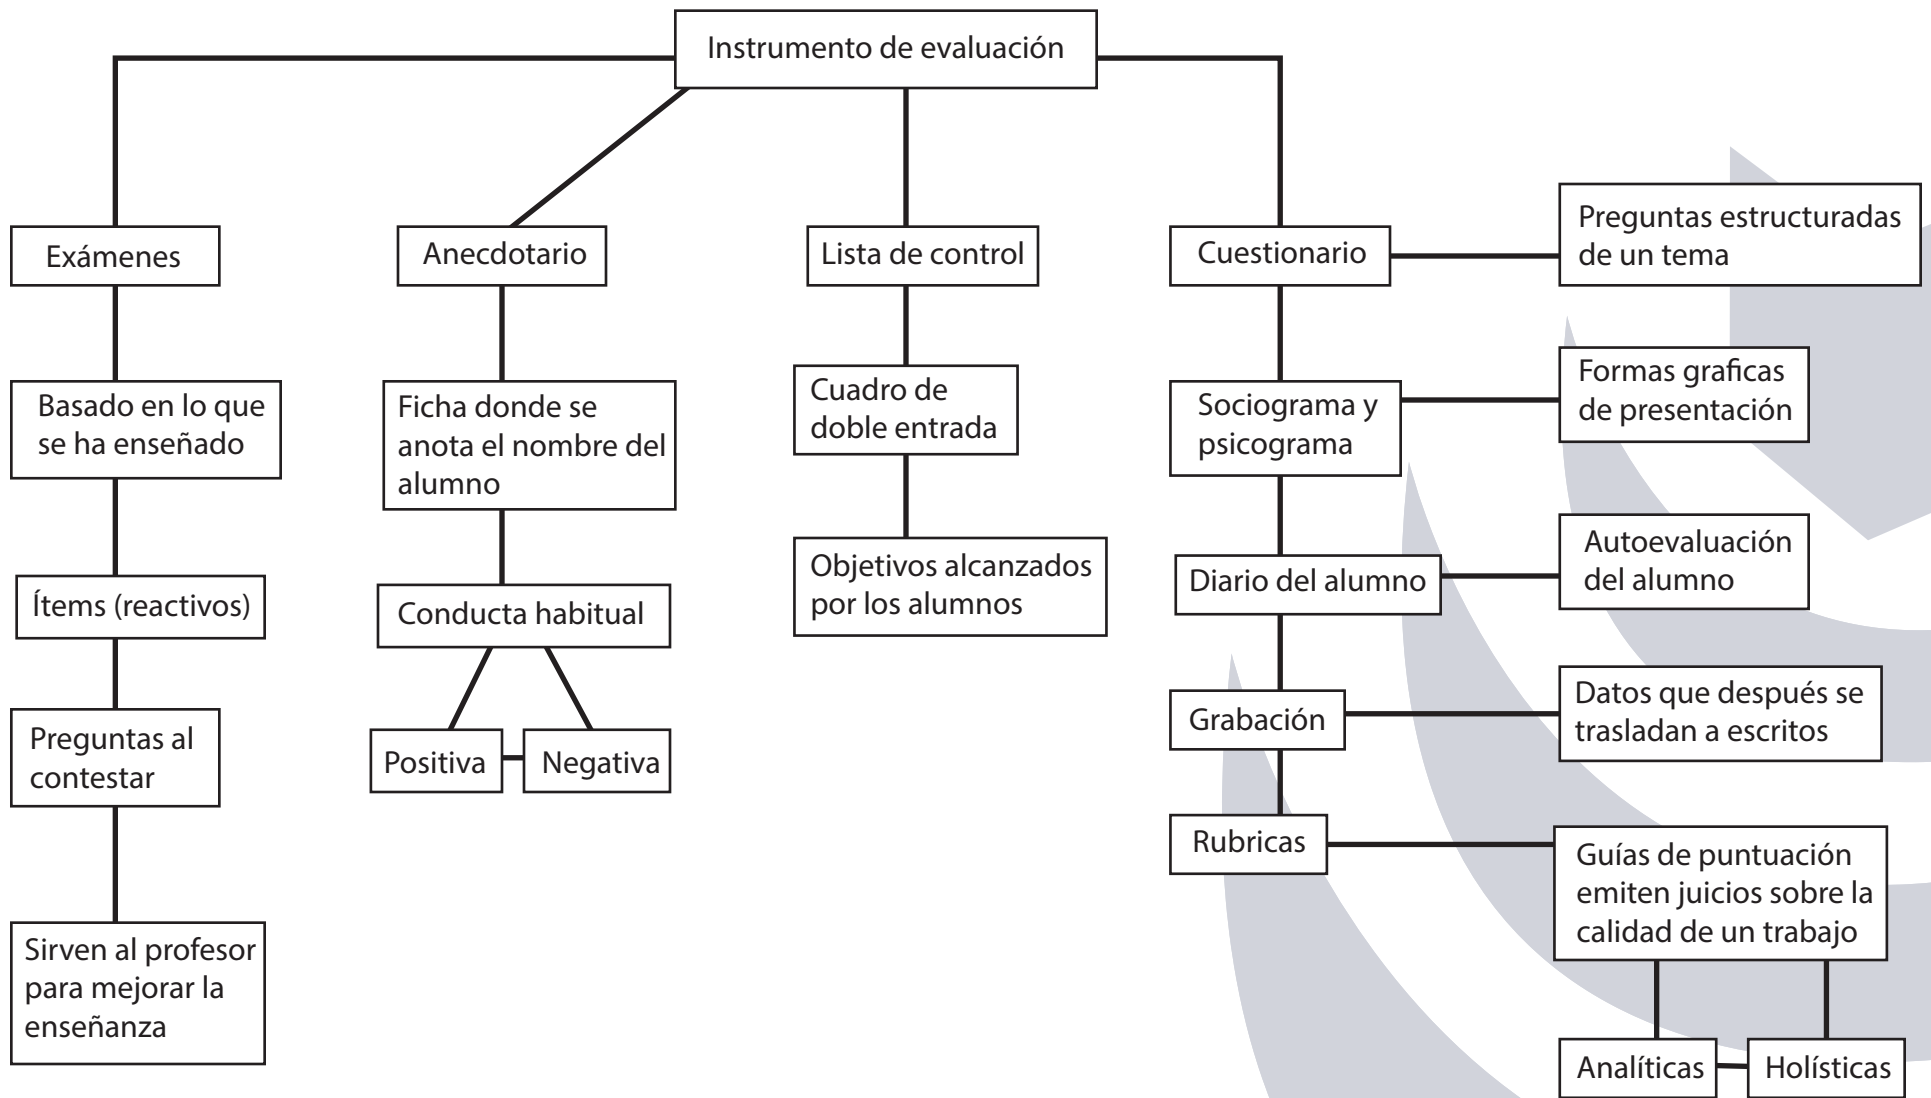 Instrumento de evaluación
Exámenes
Basado en lo que
se ha enseñado
Ítems (reactivos)
Preguntas al
contestar
Sirven al profesor
para mejorar la
enseñanza
Anecdotario
Ficha donde se
anota el nombre del
alumno
Conducta habitual
Positiva
Negativa
Lista de control
Cuadro de
doble entrada
Objetivos alcanzados
por los alumnos
Cuestionario
Preguntas estructuradas
de un tema
Sociograma y
psicograma
Formas graficas
de presentación
Diario del alumno
Autoevaluación
del alumno
Grabación
Datos que después se
trasladan a escritos
Rubricas
Guías de puntuación
emiten juicios sobre la
calidad de un trabajo
Analíticas
Holísticas